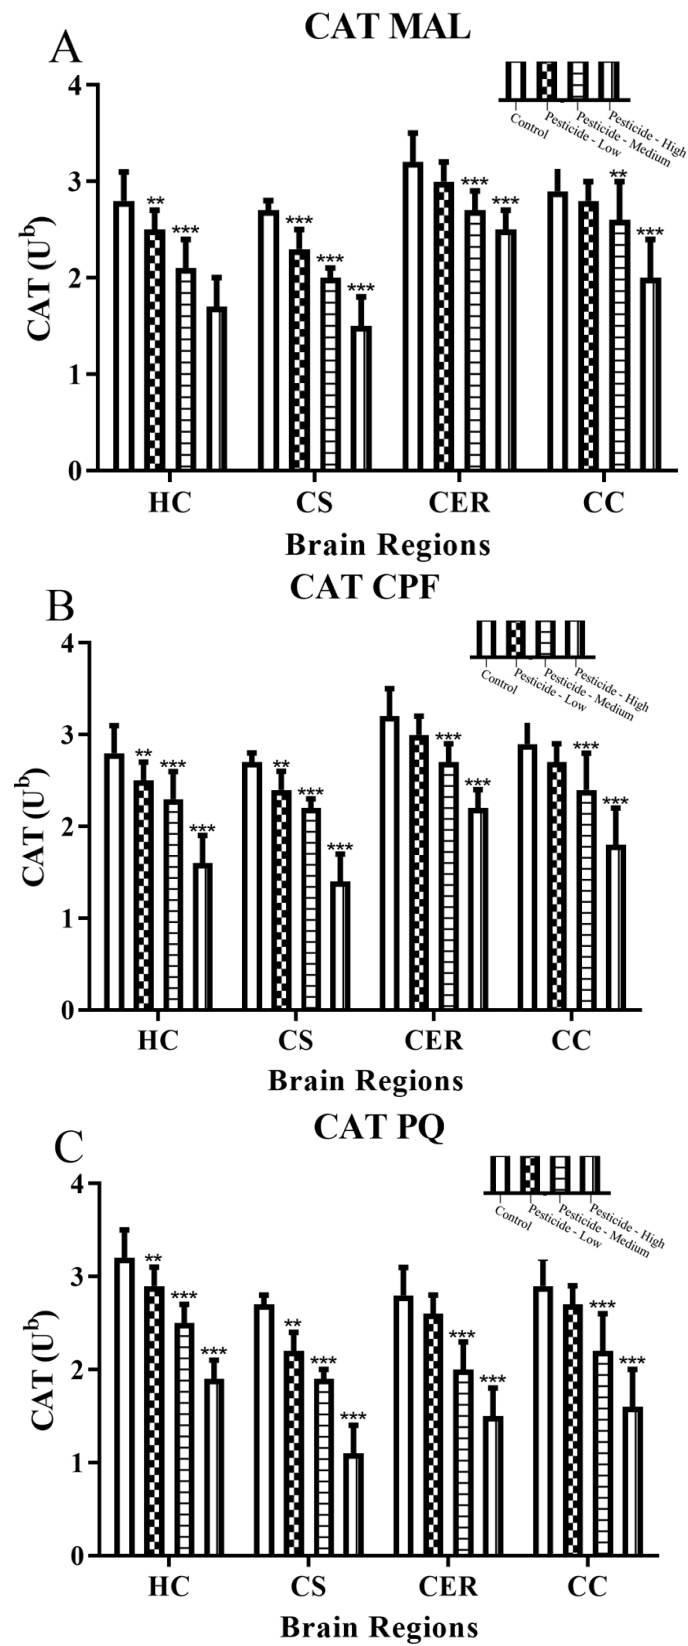 A
CAT MAL
Control
Pesticide - Low
Pesticide - Medium
Pesticide - High
CAT (Uᵇ)
4
3
2
1
0
** *** *** *** *** *** *** ** ***
HC CS CER CC
Brain Regions
B
CAT CPF
Control
Pesticide - Low
Pesticide - Medium
Pesticide - High
CAT (Uᵇ)
4
3
2
1
0
** *** *** ** *** *** *** *** *** ***
HC CS CER CC
Brain Regions
C
CAT PQ
Control
Pesticide - Low
Pesticide - Medium
Pesticide - High
CAT (Uᵇ)
4
3
2
1
0
** *** *** ** *** *** *** *** *** ***
HC CS CER CC
Brain Regions